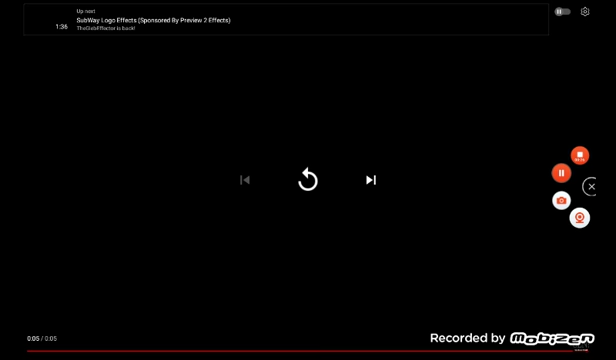 Up next
SubWay Logo Effects (Sponsored By Preview 2 Effects)
1:36
TheGistsEffector is back!
0:05 / 0:05
Recorded by MOBIZEN